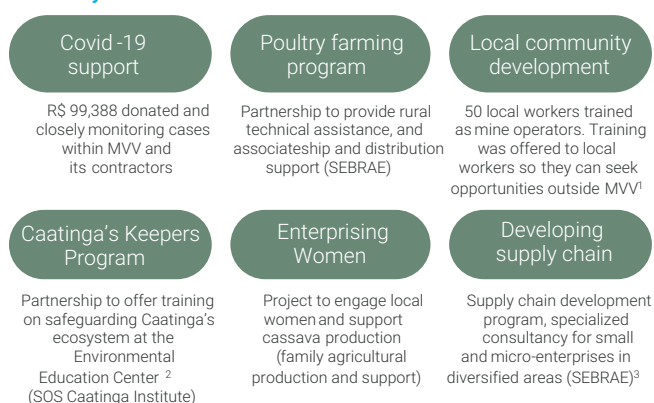 Covid -19
support
Poultry farming
program
Local community
development
R$ 99,388 donated and
closely monitoring cases
within MVV and
its contractors
Partnership to provide rural
technical assistance, and
associateship and distribution
support (SEBRAE)
50 local workers trained
as mine operators. Training
was offered to local
workers so they can seek
opportunities outside MVV¹
Caatinga's Keepers
Program
Enterprising
Women
Developing
supply chain
Partnership to offer training
on safeguarding Caatinga's
ecosystem at the
Environmental
Education Center ²
(SOS Caatinga Institute)
Project to engage local
women and support
cassava production
(family agricultural
production and support)
Supply chain development
program, specialized
consultancy for small
and micro-enterprises in
diversified areas (SEBRAE)³